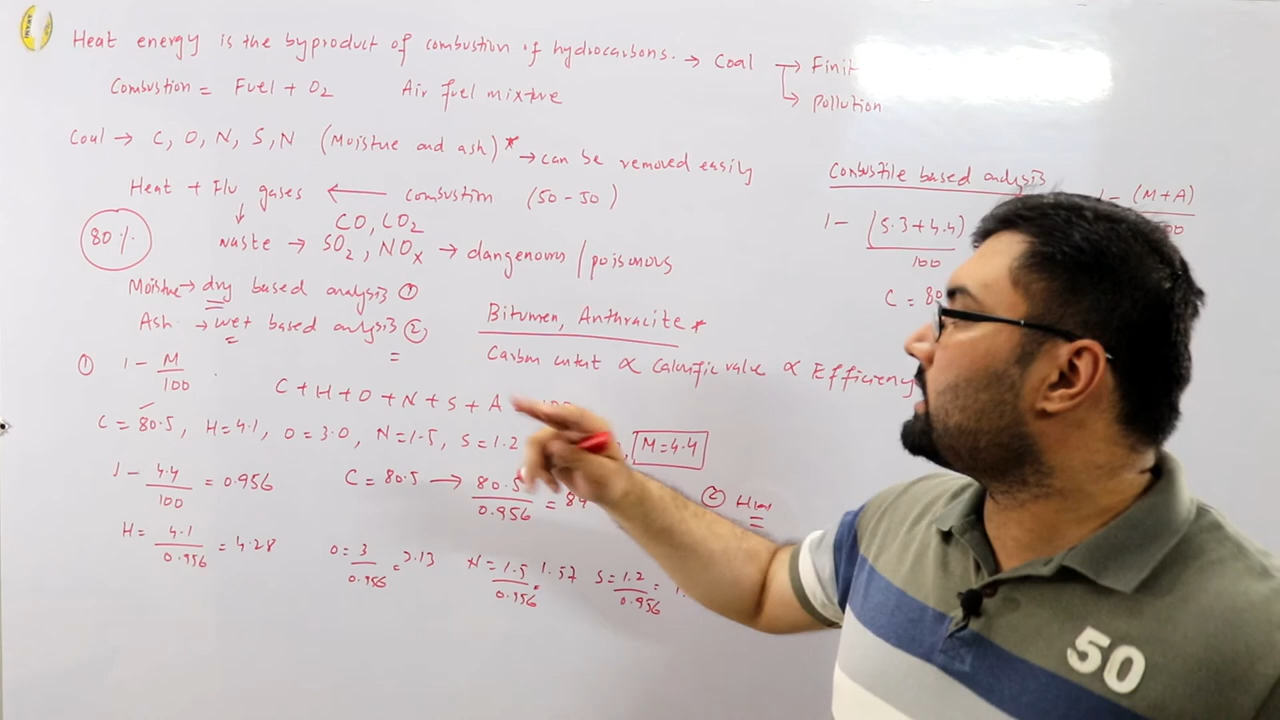 Heat energy is the byproduct of combustion of hydrocarbons. → Coal → Finit
→ pollution
Combustion = Fuel + O2 Air fuel mixture
Coal → C, O, N, S, N (Moisture and ash)* → can be removed easily
Heat + Flu gases ← combustion (50-50)
80%
waste → CO, CO2
SO2, NOx → dangenous / poisonous
Moisture → dry based analysis ①
Ash → wet based analysis ②
Bitumen, Anthracite *
Carbon content ∝ Calorific value ∝ Efficieny
① 1 - M/100
C + H + O + N + S + A
C = 80.5, H = 4.1, O = 3.0, N = 1.5, S = 1.2 M = 4.4
1 - 4.4/100 = 0.956 C = 80.5 → 80.5/0.956 = 84
H = 4.1/0.956 = 4.28 O = 3/0.956 = 3.13 N = 1.5/0.956 = 1.57 S = 1.2/0.956 = 1.
② H.W
Combustile based analysis
1 - (5.3 + 4.4)/100
1 - (M+A)/100
C = 80
50